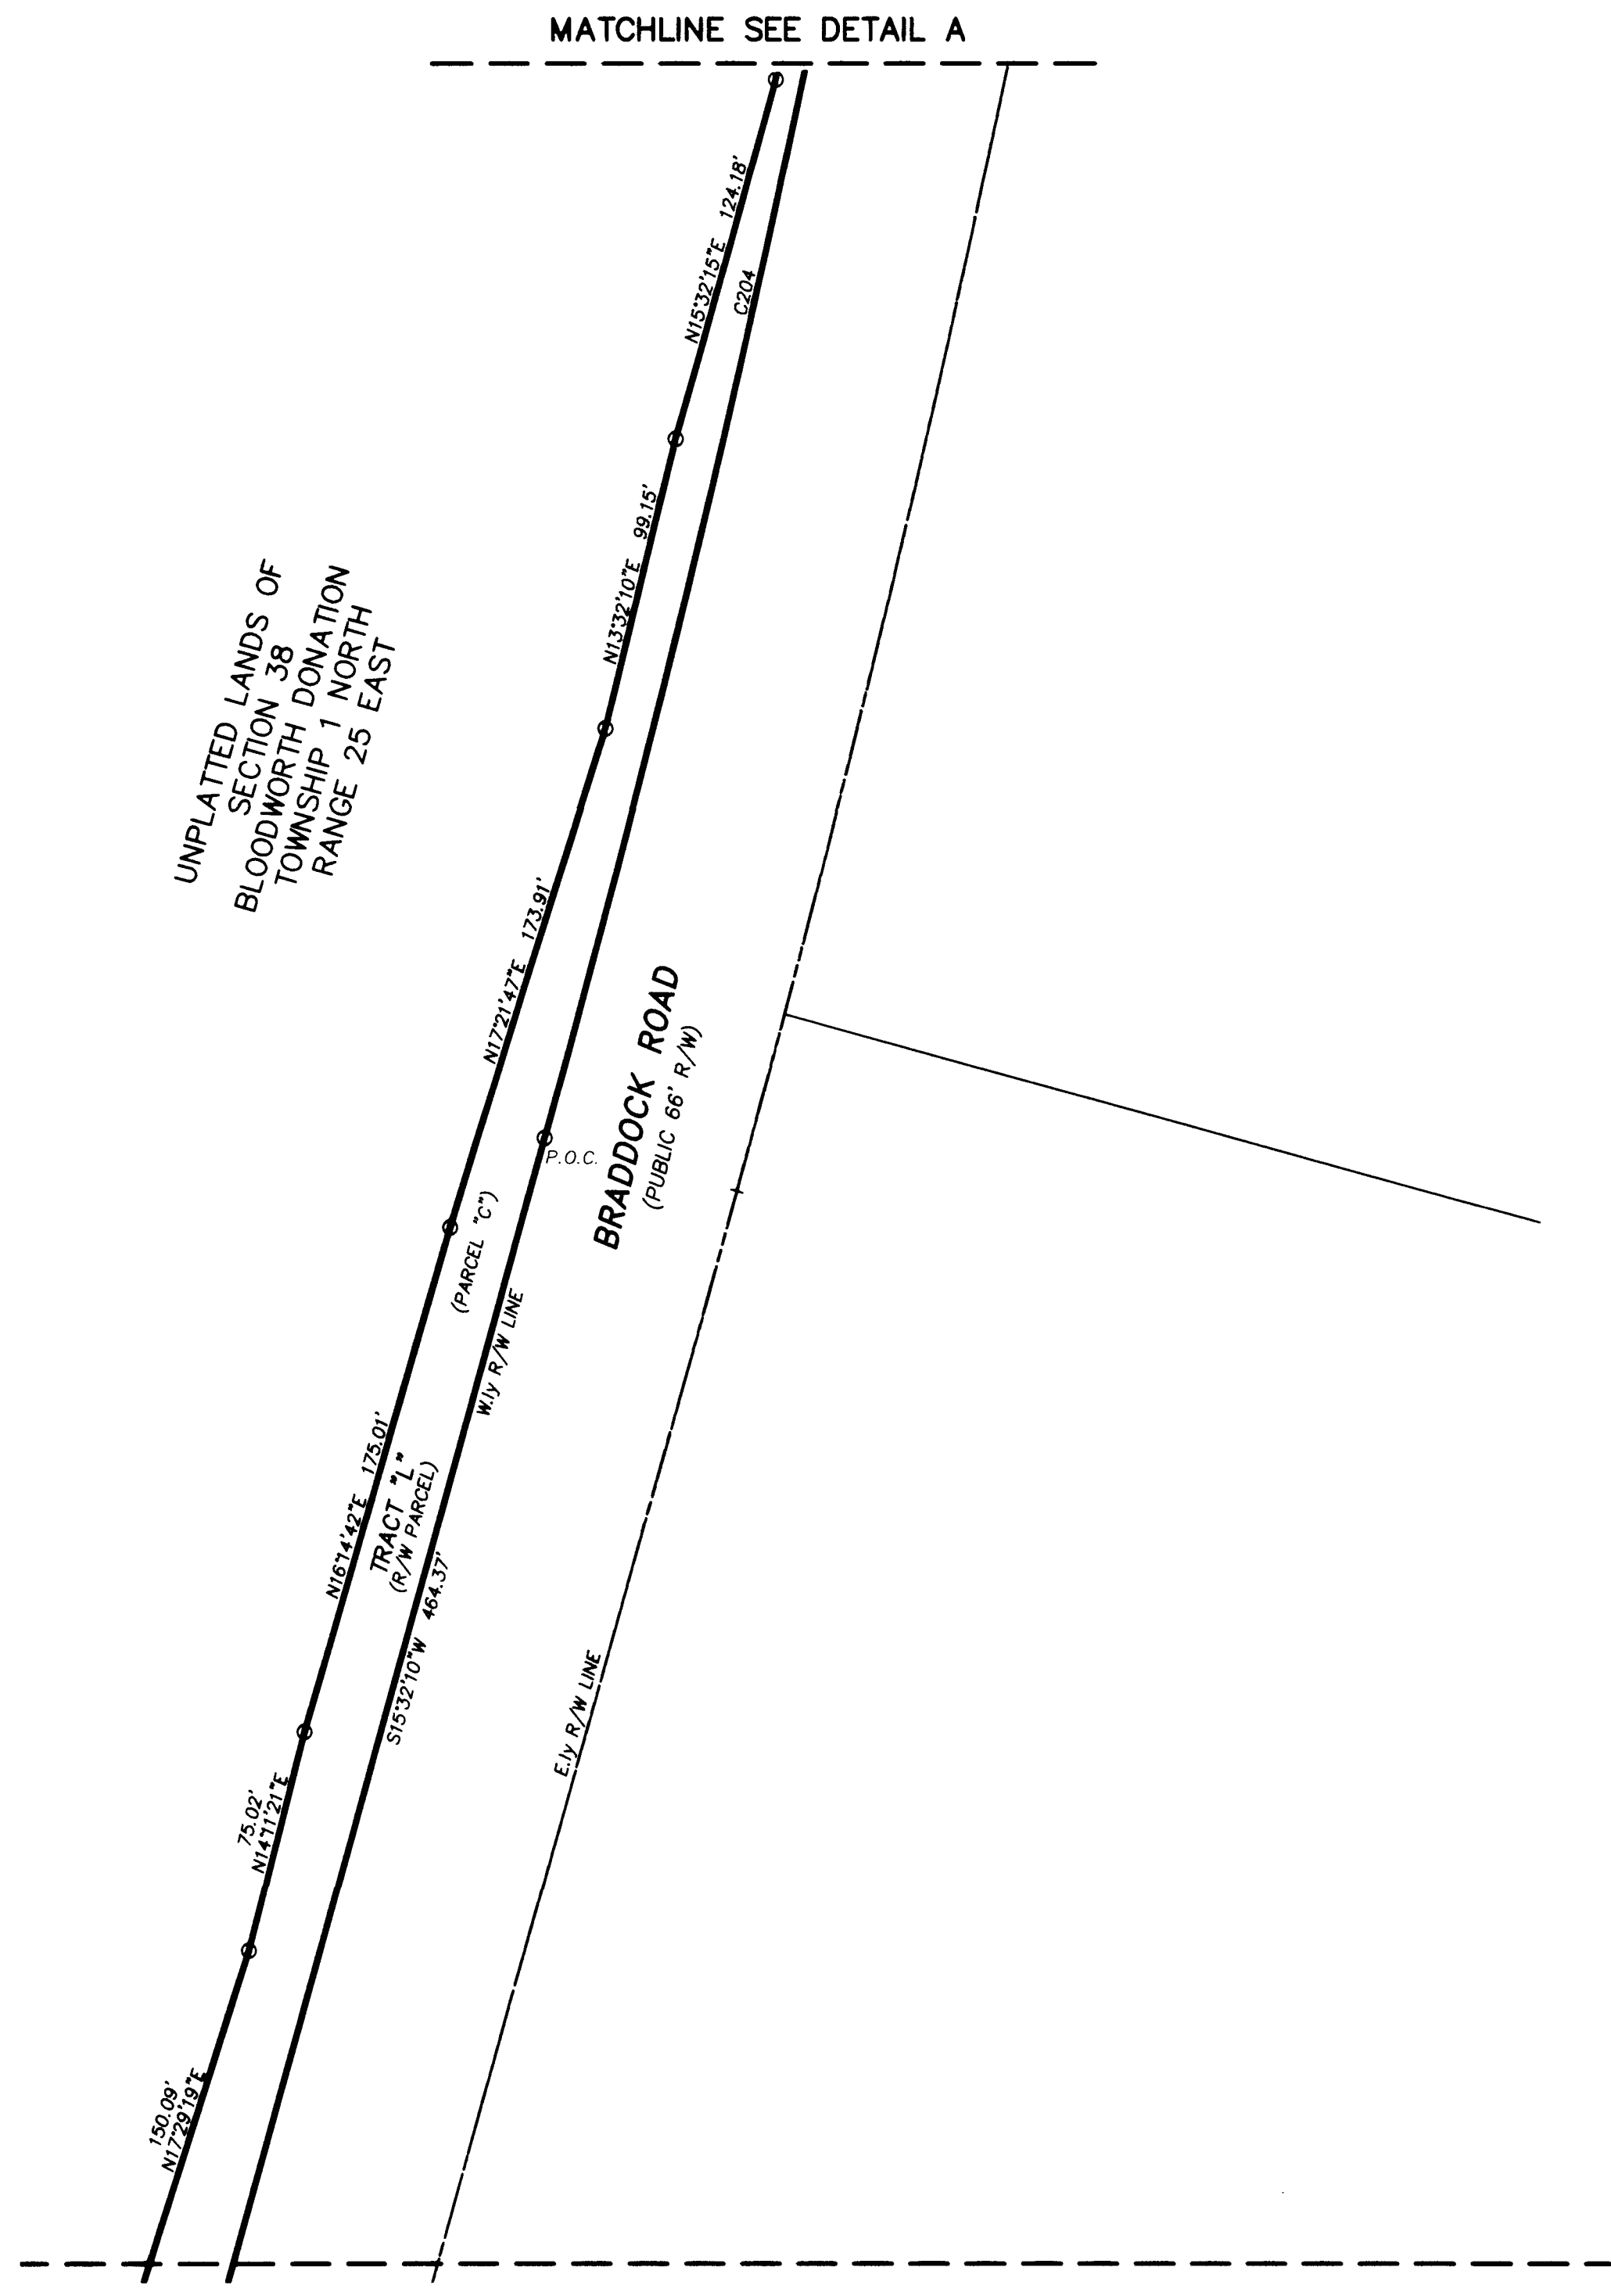 MATCHLINE SEE DETAIL A
N15°32'15"E 124.18'
C204
N13°32'10"E 99.15'
UNPLATTED LANDS OF
SECTION 38
BLOODWORTH DONATION
TOWNSHIP 1 NORTH
RANGE 25 EAST
N17°21'47"E 173.91'
BRADDOCK ROAD
(PUBLIC 66' R/W)
P.O.C.
(PARCEL "C")
W.ly R/W LINE
N16°14'42"E 175.01'
TRACT "L"
(R/W PARCEL)
S15°32'10"W 464.37'
E.ly R/W LINE
75.02'
N14°11'21"E
150.09'
N17°29'19"E